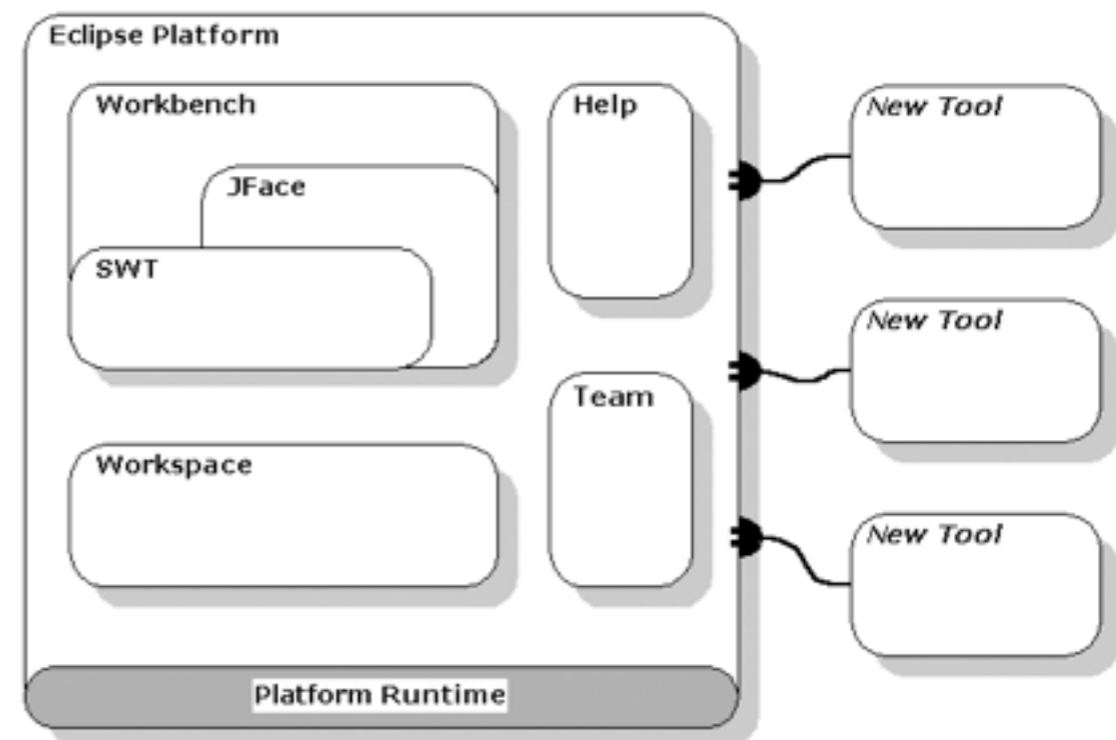 Eclipse Platform
Workbench
JFace
SWT
Workspace
Help
Team
Platform Runtime
New Tool
New Tool
New Tool